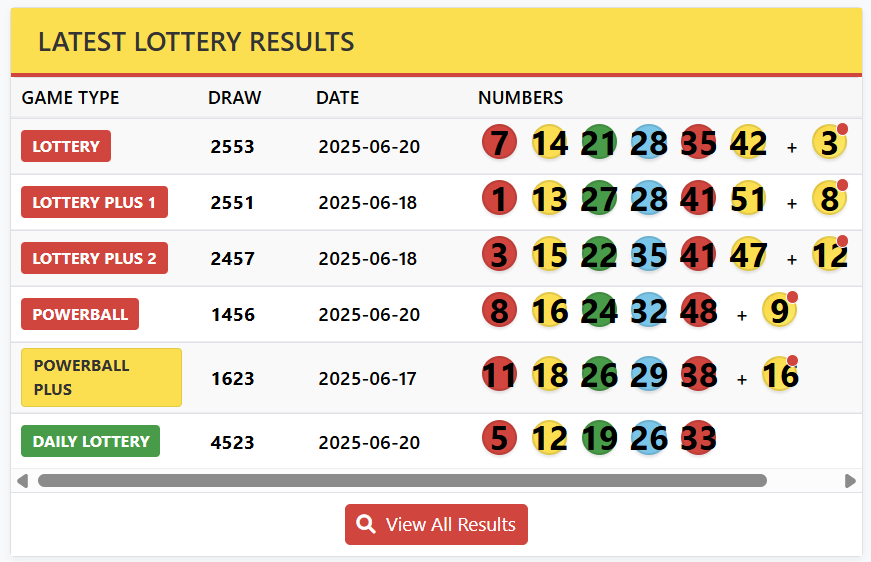 LATEST LOTTERY RESULTS
GAME TYPE DRAW DATE NUMBERS
LOTTERY 2553 2025-06-20 7 14 21 28 35 42 + 3
LOTTERY PLUS 1 2551 2025-06-18 1 13 27 28 41 51 + 8
LOTTERY PLUS 2 2457 2025-06-18 3 15 22 35 41 47 + 12
POWERBALL 1456 2025-06-20 8 16 24 32 48 + 9
POWERBALL
PLUS 1623 2025-06-17 11 18 26 29 38 + 16
DAILY LOTTERY 4523 2025-06-20 5 12 19 26 33
View All Results